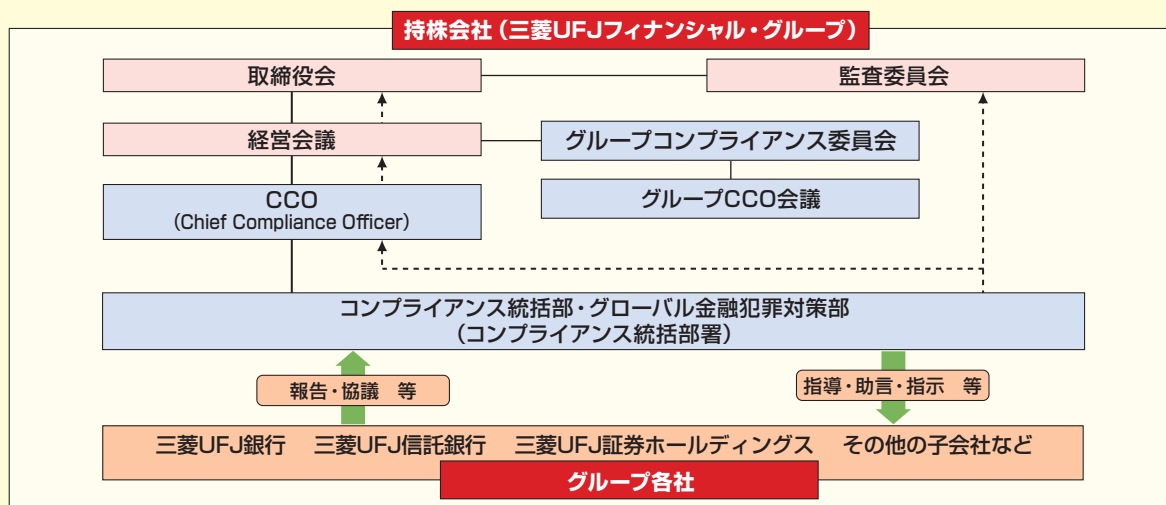 持株会社（三菱UFJフィナンシャル・グループ）
取締役会
監査委員会
経営会議
グループコンプライアンス委員会
CCO
（Chief Compliance Officer）
グループCCO会議
コンプライアンス統括部・グローバル金融犯罪対策部
（コンプライアンス統括部署）
報告・協議　等
指導・助言・指示　等
三菱UFJ銀行　三菱UFJ信託銀行　三菱UFJ証券ホールディングス　その他の子会社など
グループ各社